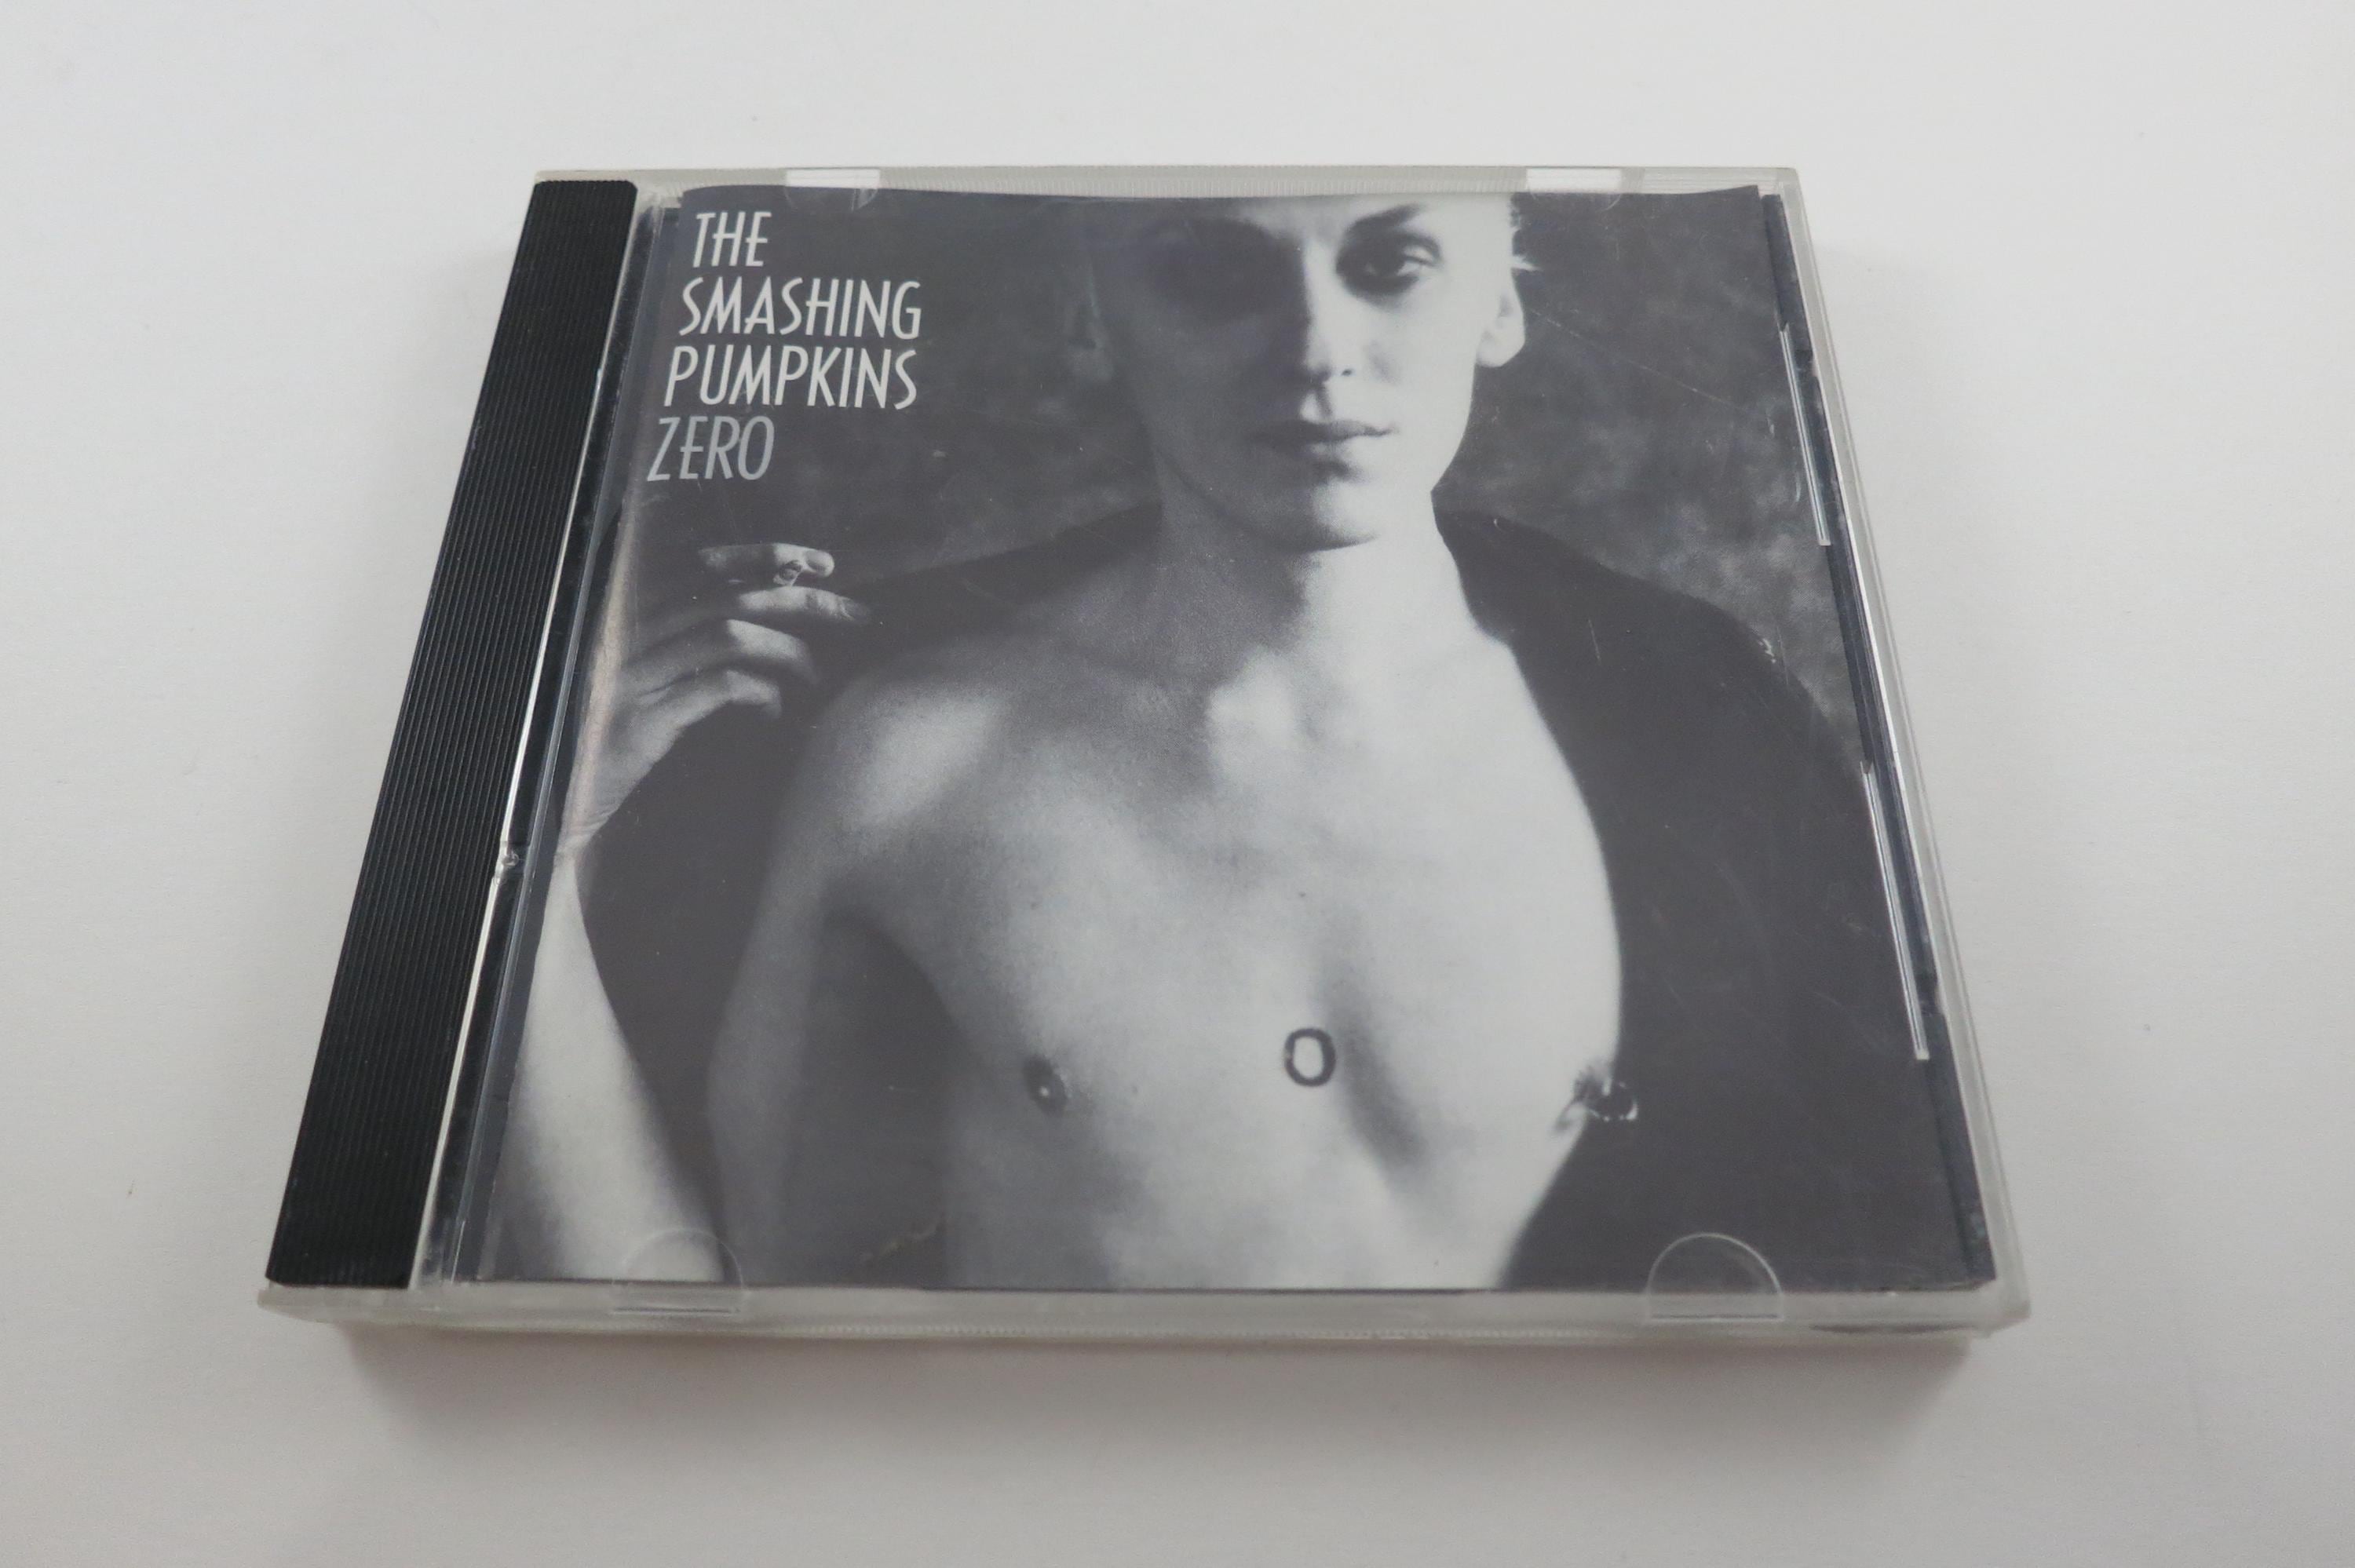 THE
SMASHING
PUMPKINS
ZERO
O